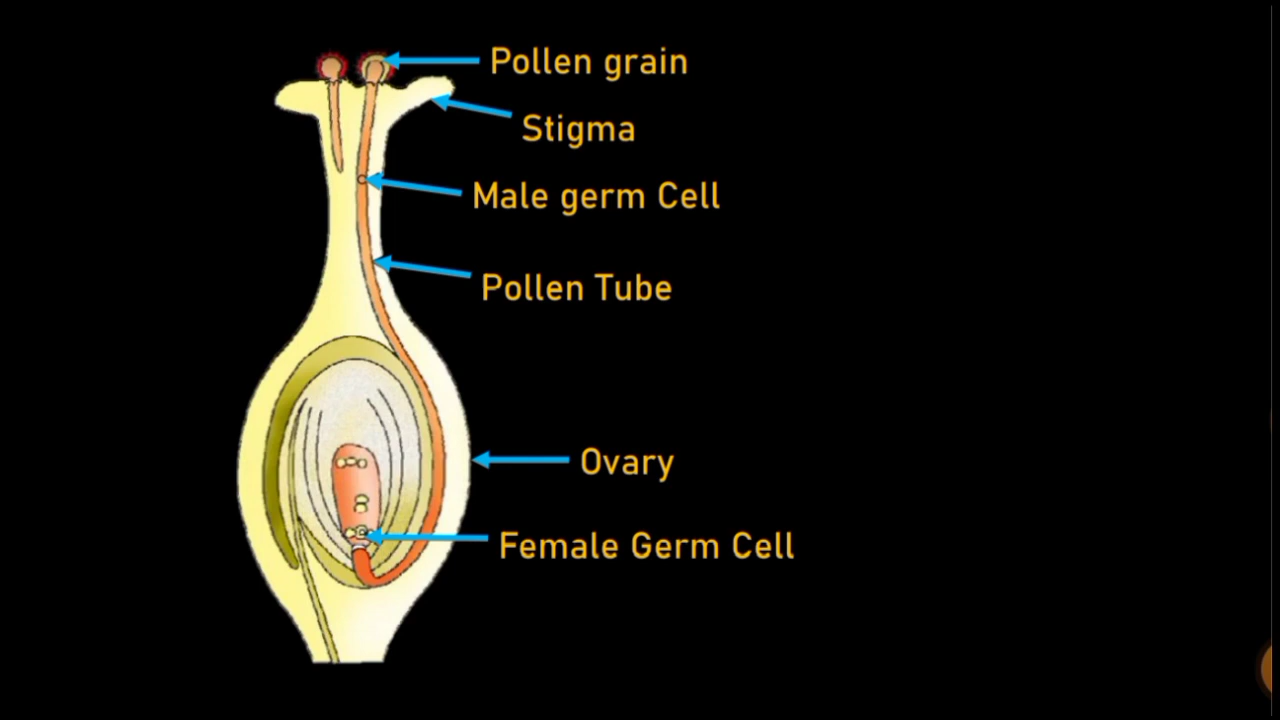 Pollen grain
Stigma
Male germ Cell
Pollen Tube
Ovary
Female Germ Cell